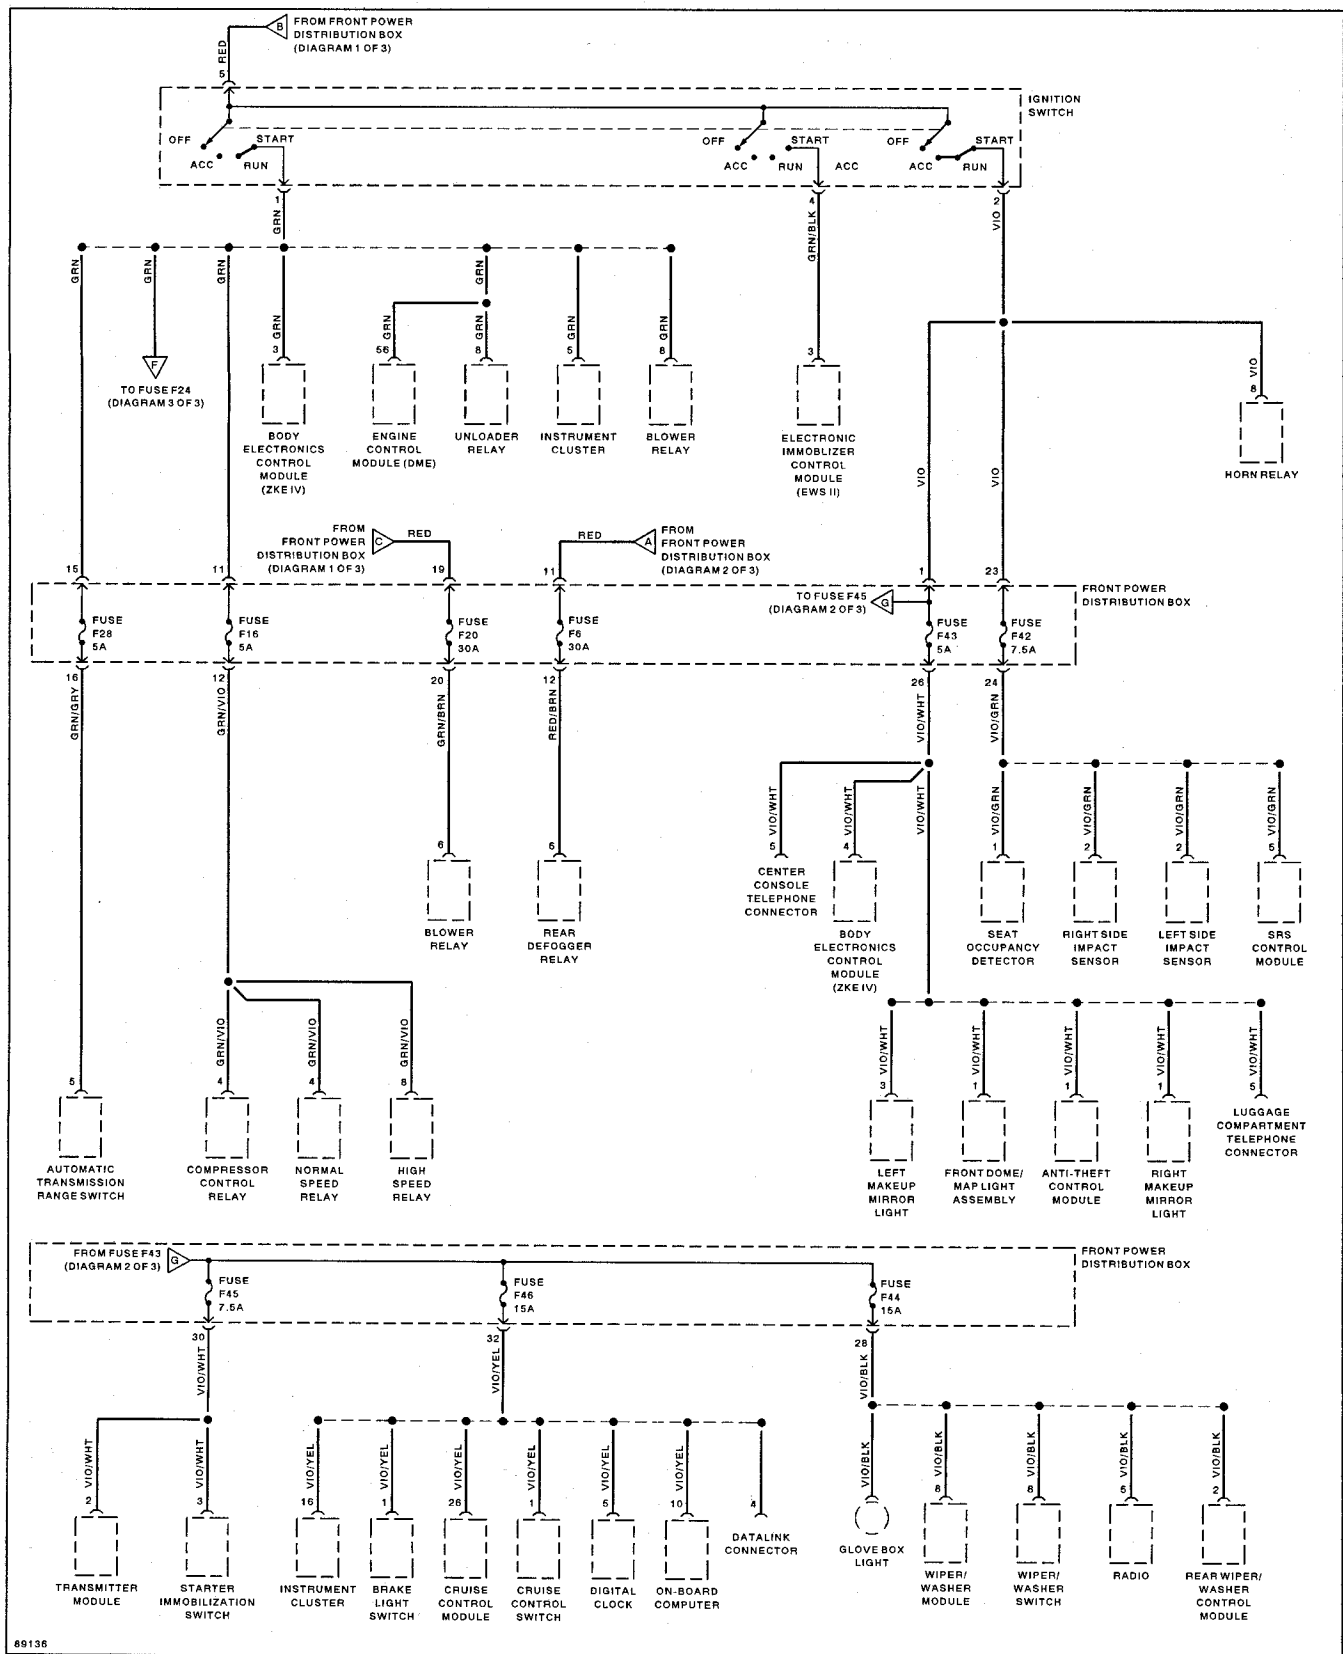 B
FROM FRONT POWER
DISTRIBUTION BOX
(DIAGRAM 1 OF 3)
RED
5
IGNITION
SWITCH
OFF
START
ACC
RUN
OFF
START
ACC
RUN
ACC
OFF
START
ACC
RUN
1
GRN
4
GRN/BLK
2
VIO
GRN
GRN
GRN
GRN
GRN
GRN
GRN
GRN
GRN
GRN
F
TO FUSE F24
(DIAGRAM 3 OF 3)
3
56
8
5
8
3
VIO
8
BODY
ELECTRONICS
CONTROL
MODULE
(ZKE IV)
ENGINE
CONTROL
MODULE (DME)
UNLOADER
RELAY
INSTRUMENT
CLUSTER
BLOWER
RELAY
ELECTRONIC
IMMOBLIZER
CONTROL
MODULE
(EWS II)
HORN RELAY
VIO
VIO
FROM
FRONT POWER
DISTRIBUTION BOX
(DIAGRAM 1 OF 3)
C
RED
RED
A
FROM
FRONT POWER
DISTRIBUTION BOX
(DIAGRAM 2 OF 3)
15
11
19
11
1
23
FRONT POWER
DISTRIBUTION BOX
TO FUSE F45
(DIAGRAM 2 OF 3)
G
FUSE
F28
5A
FUSE
F16
5A
FUSE
F20
30A
FUSE
F6
30A
FUSE
F43
5A
FUSE
F42
7.5A
16
12
20
12
26
24
GRN/GRY
GRN/VIO
GRN/BRN
RED/BRN
VIO/WHT
VIO/GRN
VIO/WHT
VIO/WHT
VIO/WHT
VIO/GRN
VIO/GRN
VIO/GRN
VIO/GRN
6
6
5
4
1
2
2
5
BLOWER
RELAY
REAR
DEFOGGER
RELAY
CENTER
CONSOLE
TELEPHONE
CONNECTOR
BODY
ELECTRONICS
CONTROL
MODULE
(ZKE IV)
SEAT
OCCUPANCY
DETECTOR
RIGHT SIDE
IMPACT
SENSOR
LEFT SIDE
IMPACT
SENSOR
SRS
CONTROL
MODULE
GRN/VIO
GRN/VIO
GRN/VIO
VIO/WHT
VIO/WHT
VIO/WHT
VIO/WHT
VIO/WHT
5
4
4
8
3
1
1
1
5
AUTOMATIC
TRANSMISSION
RANGE SWITCH
COMPRESSOR
CONTROL
RELAY
NORMAL
SPEED
RELAY
HIGH
SPEED
RELAY
LEFT
MAKEUP
MIRROR
LIGHT
FRONT DOME/
MAP LIGHT
ASSEMBLY
ANTI-THEFT
CONTROL
MODULE
RIGHT
MAKEUP
MIRROR
LIGHT
LUGGAGE
COMPARTMENT
TELEPHONE
CONNECTOR
FROM FUSE F43
(DIAGRAM 2 OF 3)
G
FRONT POWER
DISTRIBUTION BOX
FUSE
F45
7.5A
FUSE
F46
15A
FUSE
F44
15A
30
32
28
VIO/WHT
VIO/YEL
VIO/BLK
VIO/WHT
VIO/WHT
VIO/YEL
VIO/YEL
VIO/YEL
VIO/YEL
VIO/YEL
VIO/YEL
VIO/BLK
VIO/BLK
VIO/BLK
VIO/BLK
VIO/BLK
2
3
16
1
26
1
5
10
4
8
8
5
2
TRANSMITTER
MODULE
STARTER
IMMOBILIZATION
SWITCH
INSTRUMENT
CLUSTER
BRAKE
LIGHT
SWITCH
CRUISE
CONTROL
MODULE
CRUISE
CONTROL
SWITCH
DIGITAL
CLOCK
ON-BOARD
COMPUTER
DATALINK
CONNECTOR
GLOVE BOX
LIGHT
WIPER/
WASHER
MODULE
WIPER/
WASHER
SWITCH
RADIO
REAR WIPER/
WASHER
CONTROL
MODULE
89136